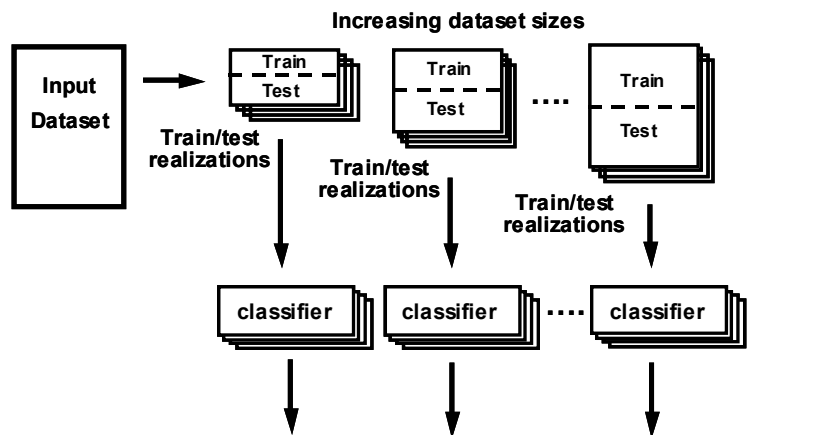 Increasing dataset sizes
Input
Dataset
Train
Test
Train
Test
....
Train
Test
Train/test
realizations
Train/test
realizations
Train/test
realizations
classifier
classifier
....
classifier